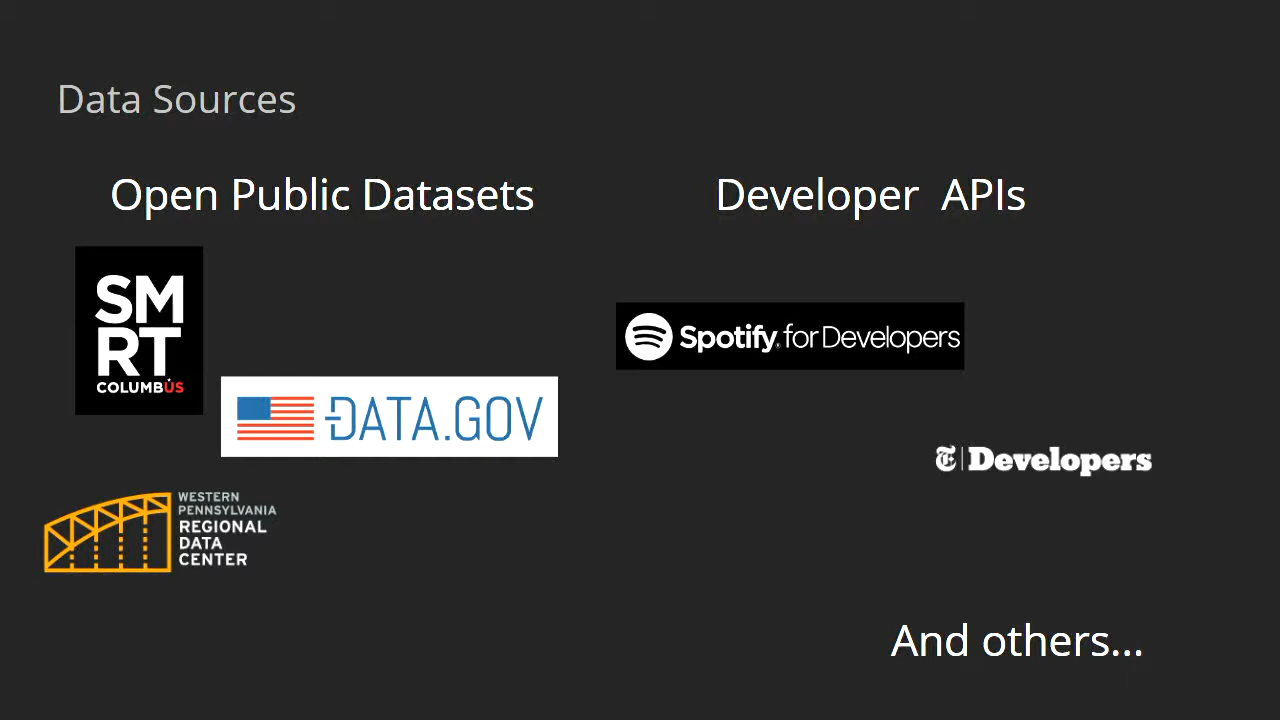 Data Sources
Open Public Datasets
Developer  APIs
SM
RT
COLUMBUS
Spotify for Developers
DATA.GOV
T Developers
WESTERN
PENNSYLVANIA
REGIONAL
DATA
CENTER
And others...